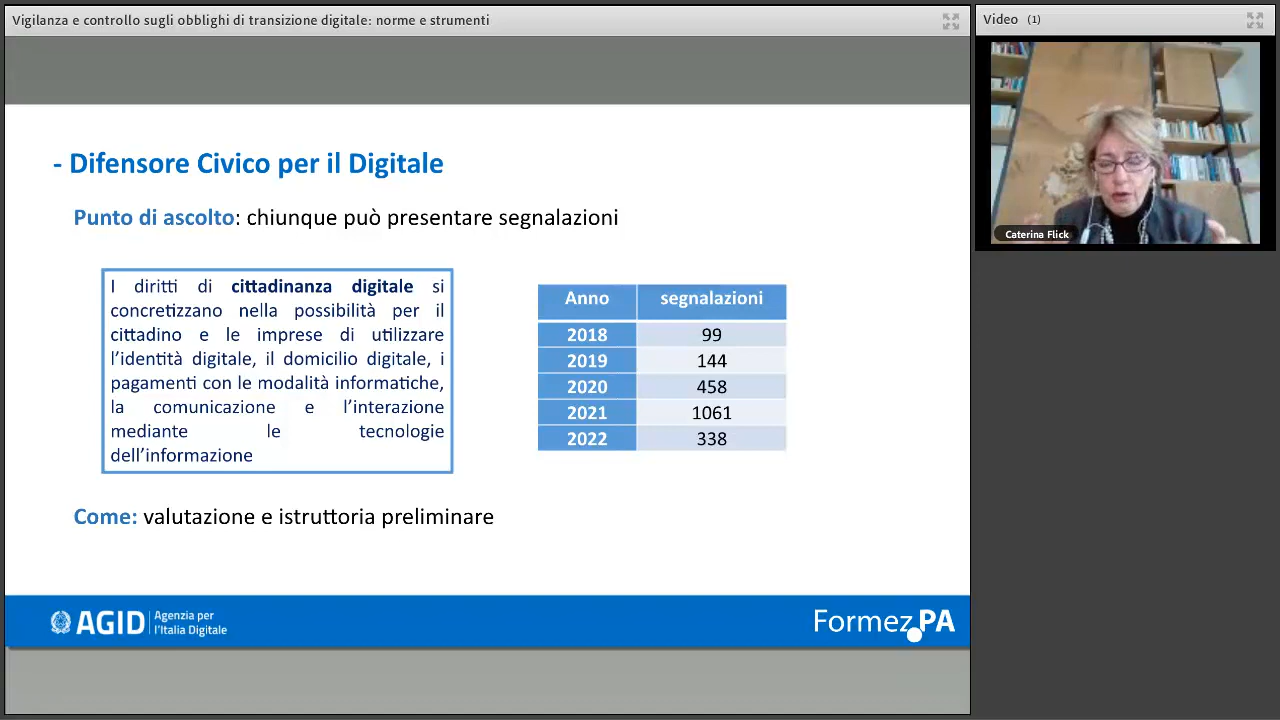 Vigilanza e controllo sugli obblighi di transizione digitale: norme e strumenti
Video (1)
Caterina Flick
- Difensore Civico per il Digitale
Punto di ascolto: chiunque può presentare segnalazioni
I diritti di cittadinanza digitale si
concretizzano nella possibilità per il
cittadino e le imprese di utilizzare
l'identità digitale, il domicilio digitale, i
pagamenti con le modalità informatiche,
la comunicazione e l'interazione
mediante le tecnologie
dell'informazione
Anno segnalazioni
2018 99
2019 144
2020 458
2021 1061
2022 338
Come: valutazione e istruttoria preliminare
AGID Agenzia per
l'Italia Digitale
Formez PA